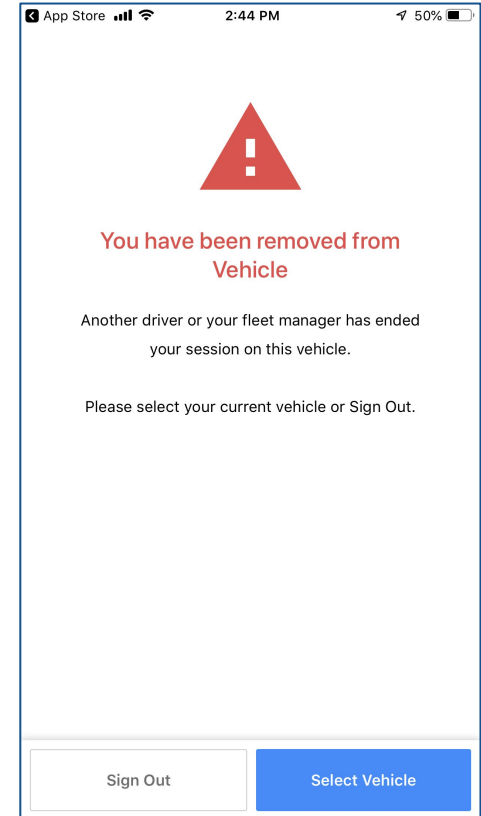 App Store 2:44 PM 50%
You have been removed from
Vehicle
Another driver or your fleet manager has ended
your session on this vehicle.
Please select your current vehicle or Sign Out.
Sign Out Select Vehicle